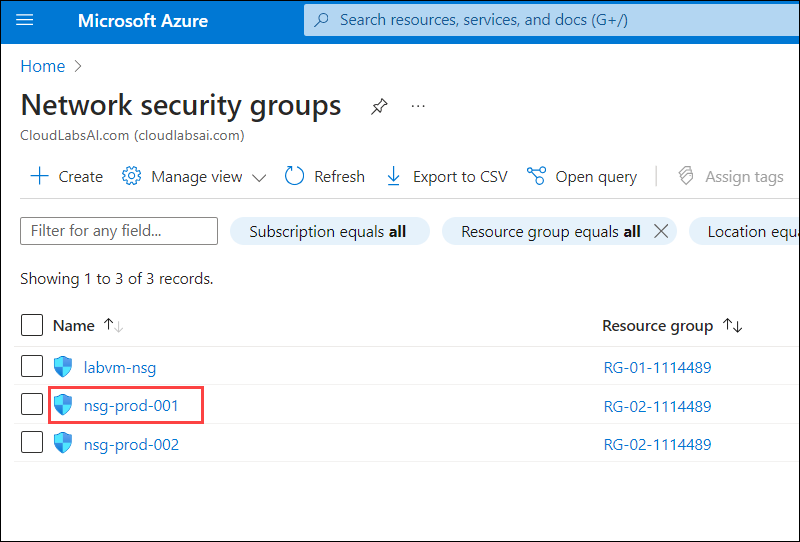 Microsoft Azure Search resources, services, and docs (G+/)
Home
Network security groups ...
CloudLabsAI.com (cloudlabsai.com)
Create Manage view Refresh Export to CSV Open query Assign tags
Filter for any field... Subscription equals all Resource group equals all Location equa
Showing 1 to 3 of 3 records.
Name Resource group
labvm-nsg RG-01-1114489
nsg-prod-001 RG-02-1114489
nsg-prod-002 RG-02-1114489